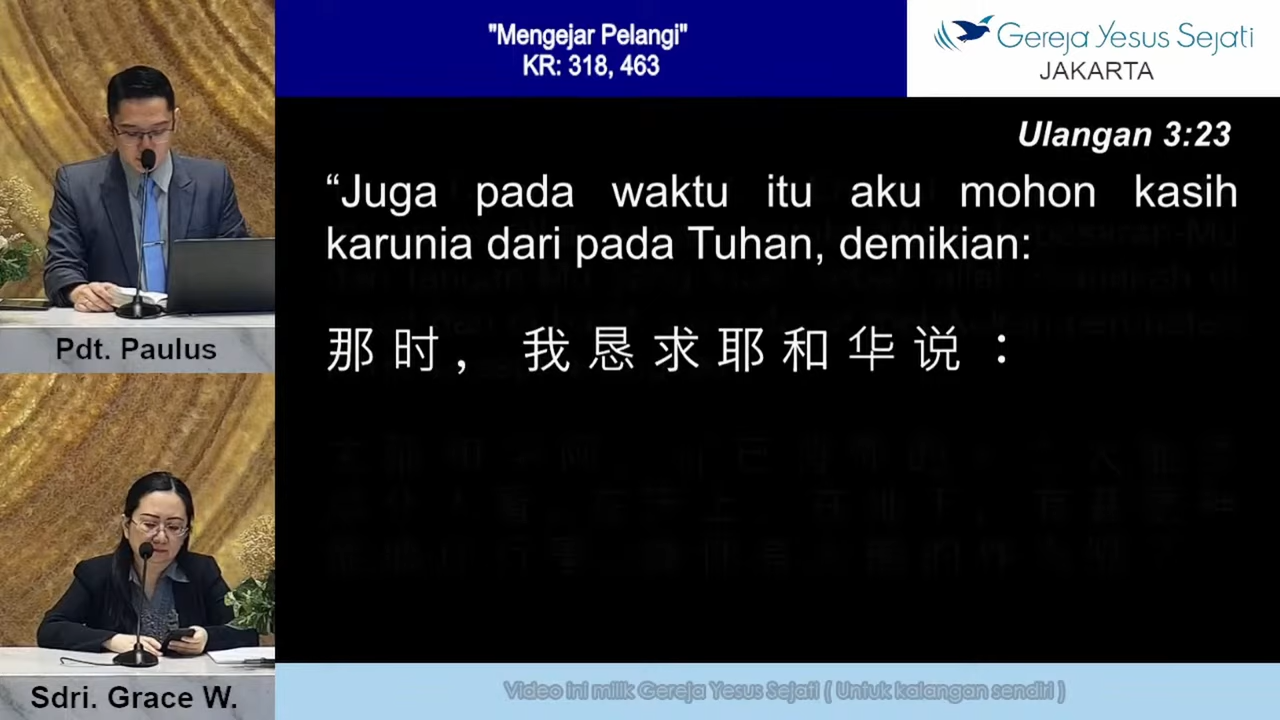 "Mengejar Pelangi"
KR: 318, 463
Gereja Yesus Sejati
JAKARTA
Ulangan 3:23
“Juga pada waktu itu aku mohon kasih
karunia dari pada Tuhan, demikian:
那时，我恳求耶和华说：
Pdt. Paulus
Sdri. Grace W.
Video ini milik Gereja Yesus Sejati ( Untuk kalangan sendiri )